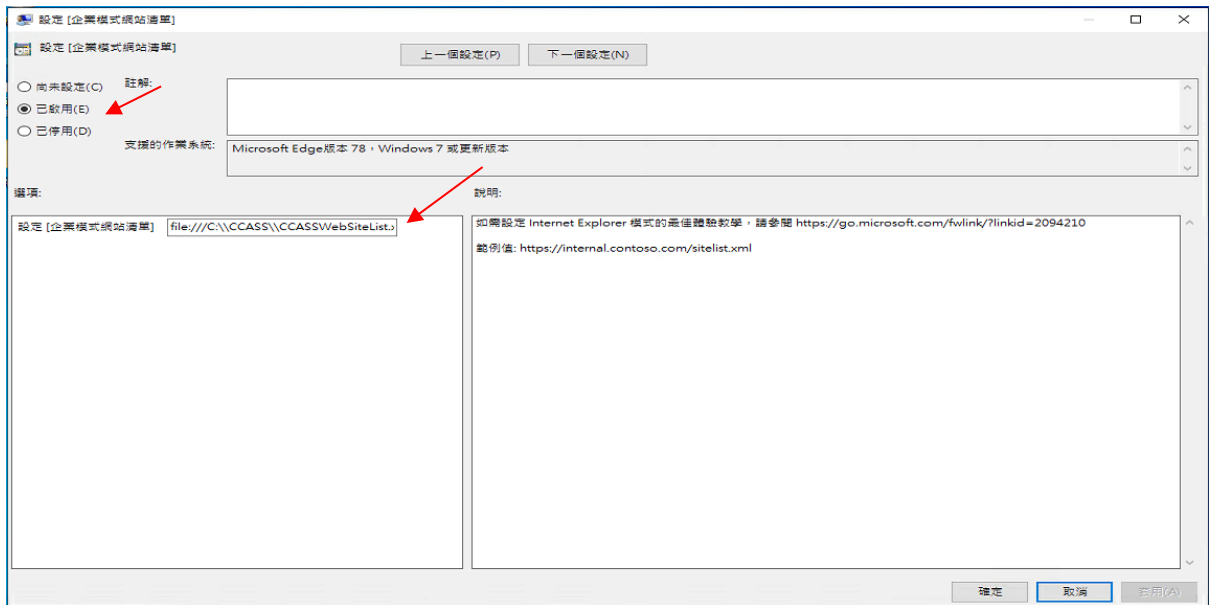 設定 [企業模式網站清單]
設定 [企業模式網站清單]
上一個設定(P)
下一個設定(N)
尚未設定(C)
註解:
已啟用(E)
已停用(D)
支援的作業系統:
Microsoft Edge版本 78，Windows 7 或更新版本
選項:
說明:
設定 [企業模式網站清單]
file:///C:\\CCASS\\CCASSWebSiteList.x
如需設定 Internet Explorer 模式的最佳體驗教學，請參閱 https://go.microsoft.com/fwlink/?linkid=2094210
範例值: https://internal.contoso.com/sitelist.xml
確定
取消
套用(A)